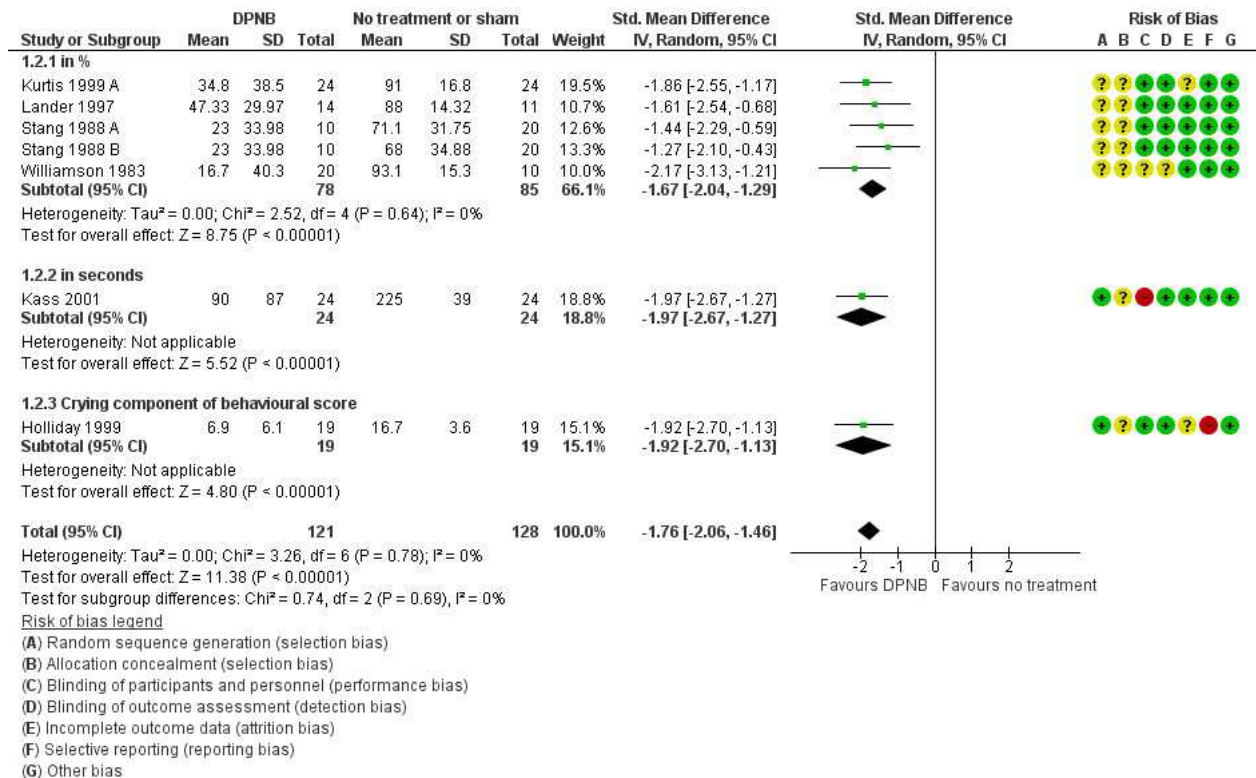 DPNB No treatment or sham Std. Mean Difference Std. Mean Difference Risk of Bias
Study or Subgroup Mean SD Total Mean SD Total Weight IV, Random, 95% CI IV, Random, 95% CI A B C D E F G
1.2.1 in %
Kurtis 1999 A 34.8 38.5 24 91 16.8 24 19.5% -1.86 [-2.55, -1.17] ? ? + + ? + +
Lander 1997 47.33 29.97 14 88 14.32 11 10.7% -1.61 [-2.54, -0.68] ? ? + + + + +
Stang 1988 A 23 33.98 10 71.1 31.75 20 12.6% -1.44 [-2.29, -0.59] ? ? + + + + +
Stang 1988 B 23 33.98 10 68 34.88 20 13.3% -1.27 [-2.10, -0.43] ? ? + + + + +
Williamson 1983 16.7 40.3 20 93.1 15.3 10 10.0% -2.17 [-3.13, -1.21] ? ? ? ? + + +
Subtotal (95% CI) 78 85 66.1% -1.67 [-2.04, -1.29]
Heterogeneity: Tau² = 0.00; Chi² = 2.52, df = 4 (P = 0.64); I² = 0%
Test for overall effect: Z = 8.75 (P < 0.00001)
1.2.2 in seconds
Kass 2001 90 87 24 225 39 24 18.8% -1.97 [-2.67, -1.27] + ? - + + + +
Subtotal (95% CI) 24 24 18.8% -1.97 [-2.67, -1.27]
Heterogeneity: Not applicable
Test for overall effect: Z = 5.52 (P < 0.00001)
1.2.3 Crying component of behavioural score
Holliday 1999 6.9 6.1 19 16.7 3.6 19 15.1% -1.92 [-2.70, -1.13] + ? + + ? - +
Subtotal (95% CI) 19 19 15.1% -1.92 [-2.70, -1.13]
Heterogeneity: Not applicable
Test for overall effect: Z = 4.80 (P < 0.00001)
Total (95% CI) 121 128 100.0% -1.76 [-2.06, -1.46]
Heterogeneity: Tau² = 0.00; Chi² = 3.26, df = 6 (P = 0.78); I² = 0%
Test for overall effect: Z = 11.38 (P < 0.00001)
Test for subgroup differences: Chi² = 0.74, df = 2 (P = 0.69), I² = 0%
-2 -1 0 1 2
Favours DPNB Favours no treatment
Risk of bias legend
(A) Random sequence generation (selection bias)
(B) Allocation concealment (selection bias)
(C) Blinding of participants and personnel (performance bias)
(D) Blinding of outcome assessment (detection bias)
(E) Incomplete outcome data (attrition bias)
(F) Selective reporting (reporting bias)
(G) Other bias